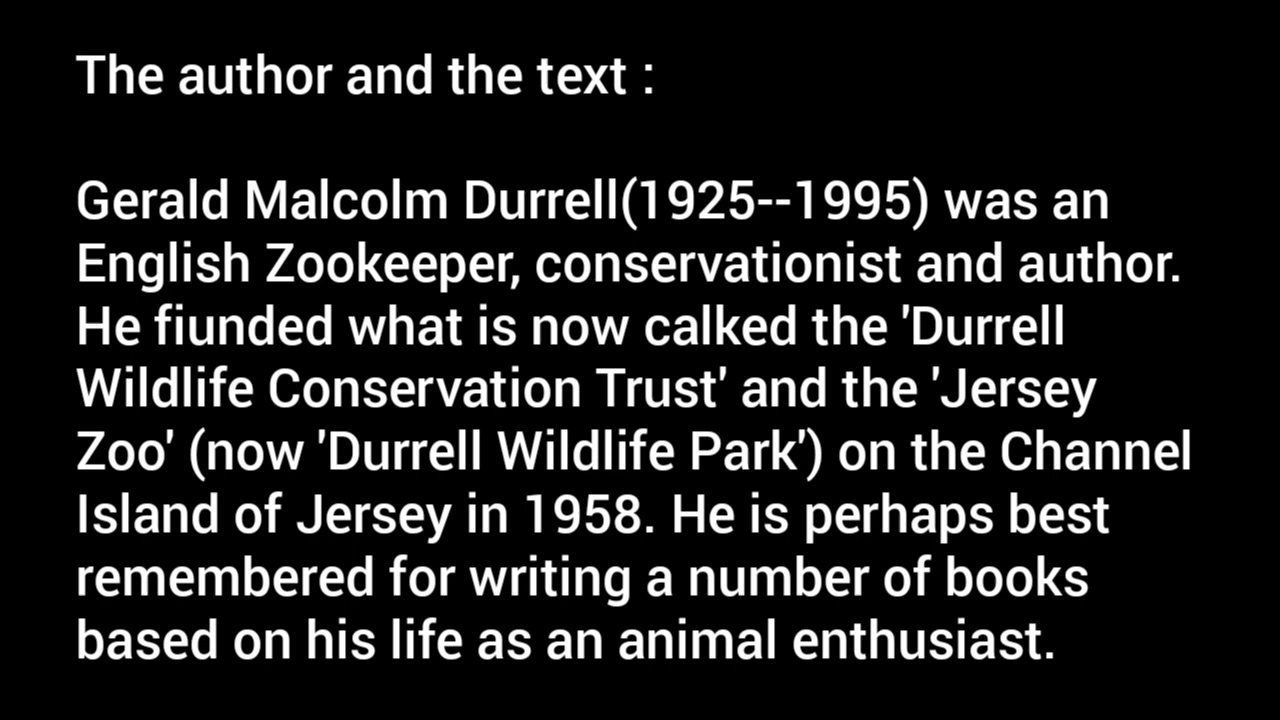 The author and the text :
Gerald Malcolm Durrell(1925--1995) was an
English Zookeeper, conservationist and author.
He fiunded what is now calked the 'Durrell
Wildlife Conservation Trust' and the 'Jersey
Zoo' (now 'Durrell Wildlife Park') on the Channel
Island of Jersey in 1958. He is perhaps best
remembered for writing a number of books
based on his life as an animal enthusiast.